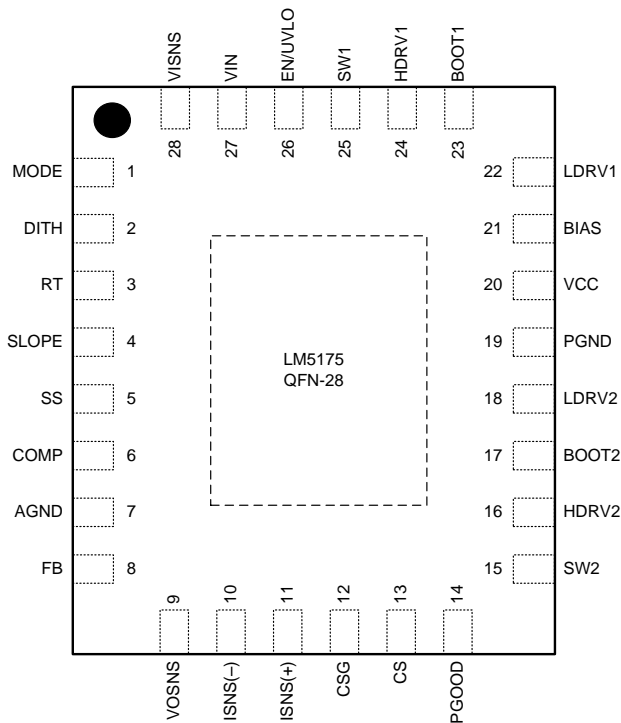 VISNS
VIN
EN/UVLO
SW1
HDRV1
BOOT1
28
27
26
25
24
23
MODE 1
22 LDRV1
DITH 2
21 BIAS
RT 3
20 VCC
SLOPE 4
19 PGND
LM5175
QFN-28
SS 5
18 LDRV2
COMP 6
17 BOOT2
AGND 7
16 HDRV2
FB 8
15 SW2
9
10
11
12
13
14
VOSNS
ISNS(–)
ISNS(+)
CSG
CS
PGOOD